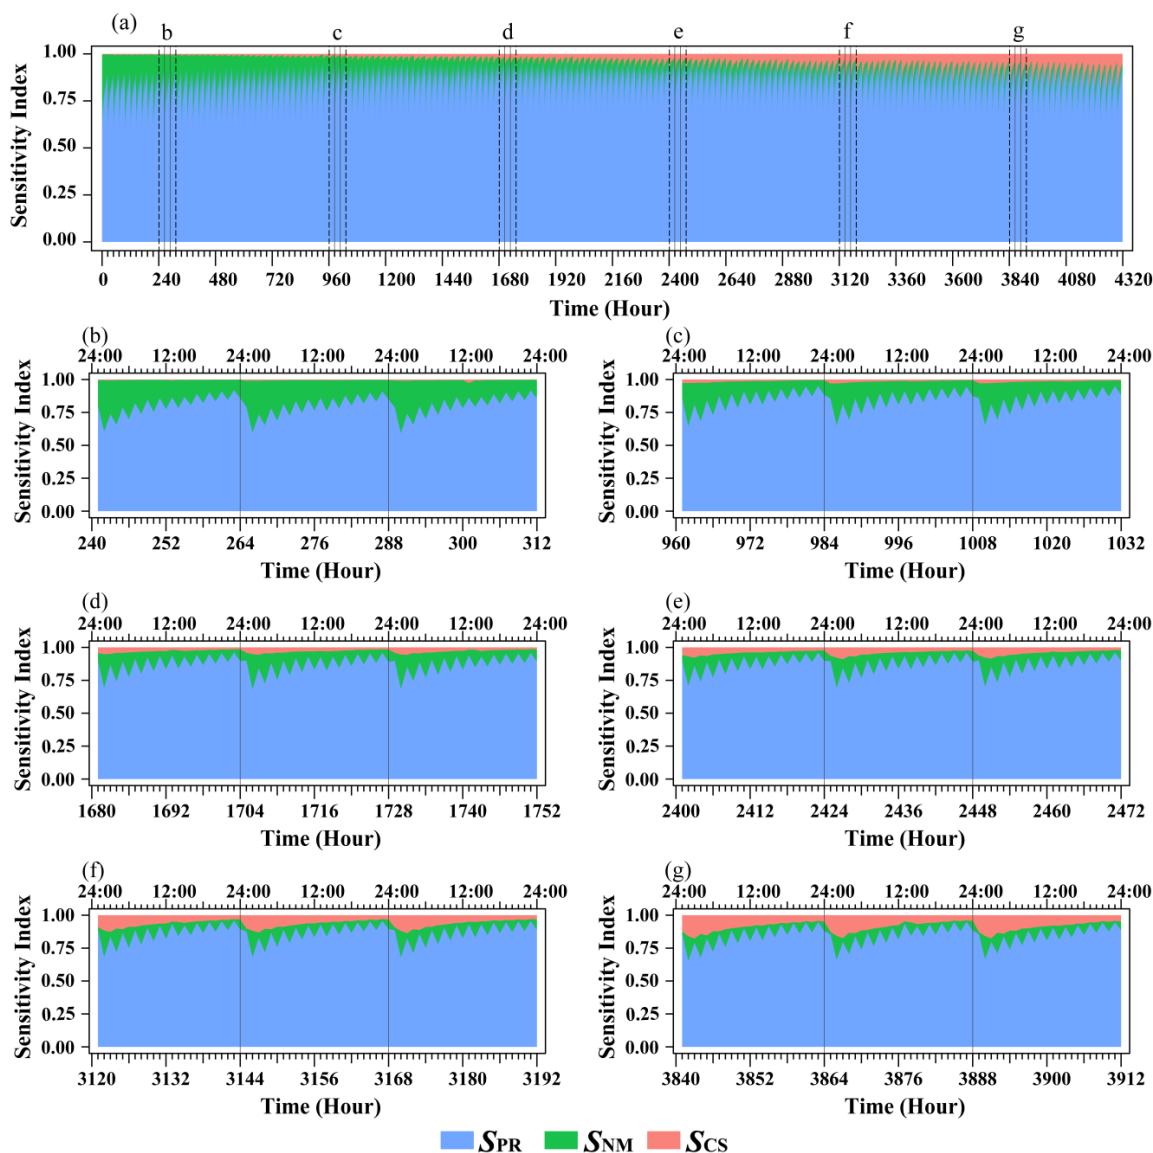 (a)
b c d e f g
Sensitivity Index
1.00
0.75
0.50
0.25
0.00
0 240 480 720 960 1200 1440 1680 1920 2160 2400 2640 2880 3120 3360 3600 3840 4080 4320
Time (Hour)
(b)
24:00 12:00 24:00 12:00 24:00 12:00 24:00
Sensitivity Index
1.00
0.75
0.50
0.25
0.00
240 252 264 276 288 300 312
Time (Hour)
(c)
24:00 12:00 24:00 12:00 24:00 12:00 24:00
Sensitivity Index
1.00
0.75
0.50
0.25
0.00
960 972 984 996 1008 1020 1032
Time (Hour)
(d)
24:00 12:00 24:00 12:00 24:00 12:00 24:00
Sensitivity Index
1.00
0.75
0.50
0.25
0.00
1680 1692 1704 1716 1728 1740 1752
Time (Hour)
(e)
24:00 12:00 24:00 12:00 24:00 12:00 24:00
Sensitivity Index
1.00
0.75
0.50
0.25
0.00
2400 2412 2424 2436 2448 2460 2472
Time (Hour)
(f)
24:00 12:00 24:00 12:00 24:00 12:00 24:00
Sensitivity Index
1.00
0.75
0.50
0.25
0.00
3120 3132 3144 3156 3168 3180 3192
Time (Hour)
(g)
24:00 12:00 24:00 12:00 24:00 12:00 24:00
Sensitivity Index
1.00
0.75
0.50
0.25
0.00
3840 3852 3864 3876 3888 3900 3912
Time (Hour)
SPR SNM SCS